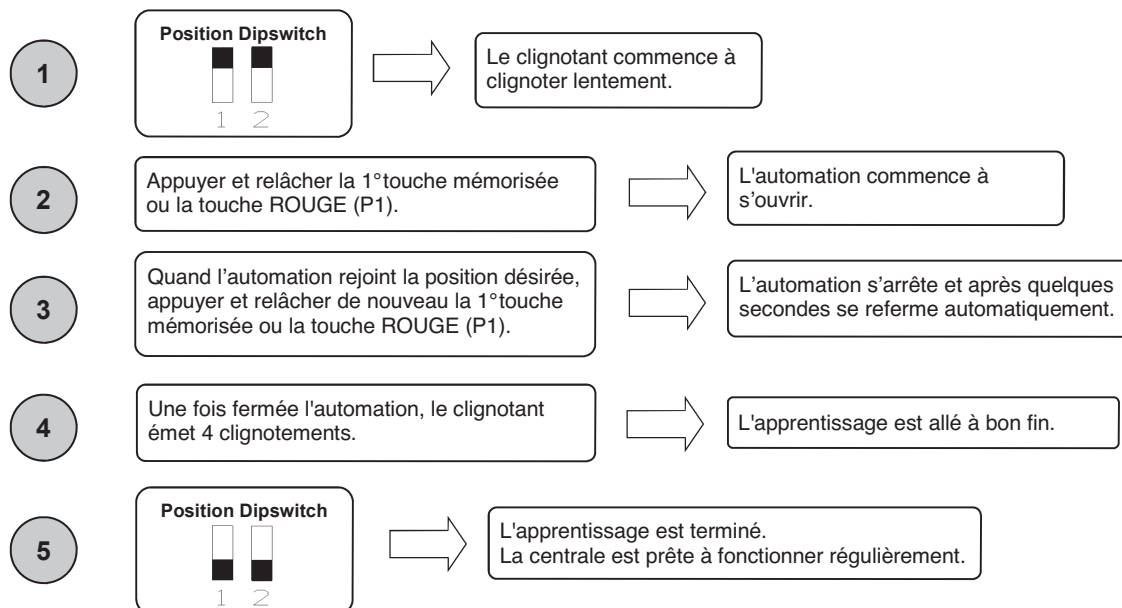 1
Position Dipswitch
1 2
Le clignotant commence à
clignoter lentement.
2
Appuyer et relâcher la 1°touche mémorisée
ou la touche ROUGE (P1).
L'automation commence à
s’ouvrir.
3
Quand l’automation rejoint la position désirée,
appuyer et relâcher de nouveau la 1°touche
mémorisée ou la touche ROUGE (P1).
L’automation s’arrête et après quelques
secondes se referme automatiquement.
4
Une fois fermée l'automation, le clignotant
émet 4 clignotements.
L'apprentissage est allé à bon fin.
5
Position Dipswitch
1 2
L'apprentissage est terminé.
La centrale est prête à fonctionner régulièrement.